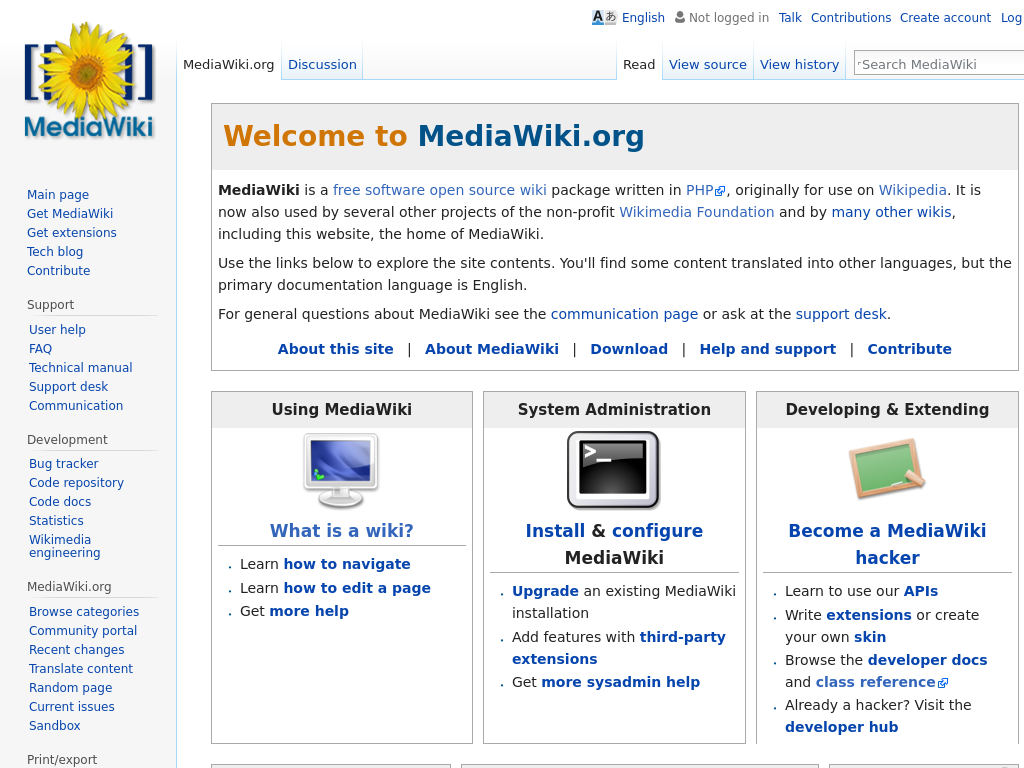 English Not logged in Talk Contributions Create account Log
MediaWiki.org Discussion Read View source View history Search MediaWiki
MediaWiki
Main page
Get MediaWiki
Get extensions
Tech blog
Contribute
Support
User help
FAQ
Technical manual
Support desk
Communication
Development
Bug tracker
Code repository
Code docs
Statistics
Wikimedia
engineering
MediaWiki.org
Browse categories
Community portal
Recent changes
Translate content
Random page
Current issues
Sandbox
Print/export
Welcome to MediaWiki.org
MediaWiki is a free software open source wiki package written in PHP, originally for use on Wikipedia. It is
now also used by several other projects of the non-profit Wikimedia Foundation and by many other wikis,
including this website, the home of MediaWiki.
Use the links below to explore the site contents. You'll find some content translated into other languages, but the
primary documentation language is English.
For general questions about MediaWiki see the communication page or ask at the support desk.
About this site | About MediaWiki | Download | Help and support | Contribute
Using MediaWiki
What is a wiki?
Learn how to navigate
Learn how to edit a page
Get more help
System Administration
>_
Install & configure
MediaWiki
Upgrade an existing MediaWiki
installation
Add features with third-party
extensions
Get more sysadmin help
Developing & Extending
Become a MediaWiki
hacker
Learn to use our APIs
Write extensions or create
your own skin
Browse the developer docs
and class reference
Already a hacker? Visit the
developer hub